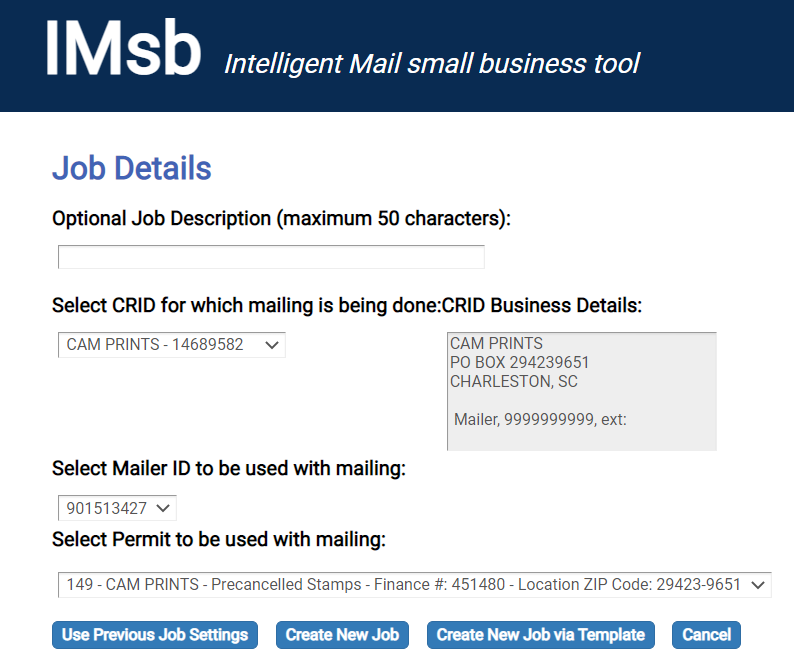 IMsb Intelligent Mail small business tool
Job Details
Optional Job Description (maximum 50 characters):
Select CRID for which mailing is being done:CRID Business Details:
CAM PRINTS - 14689582
CAM PRINTS
PO BOX 294239651
CHARLESTON, SC
Mailer, 9999999999, ext:
Select Mailer ID to be used with mailing:
901513427
Select Permit to be used with mailing:
149 - CAM PRINTS - Precancelled Stamps - Finance #: 451480 - Location ZIP Code: 29423-9651
Use Previous Job Settings Create New Job Create New Job via Template Cancel